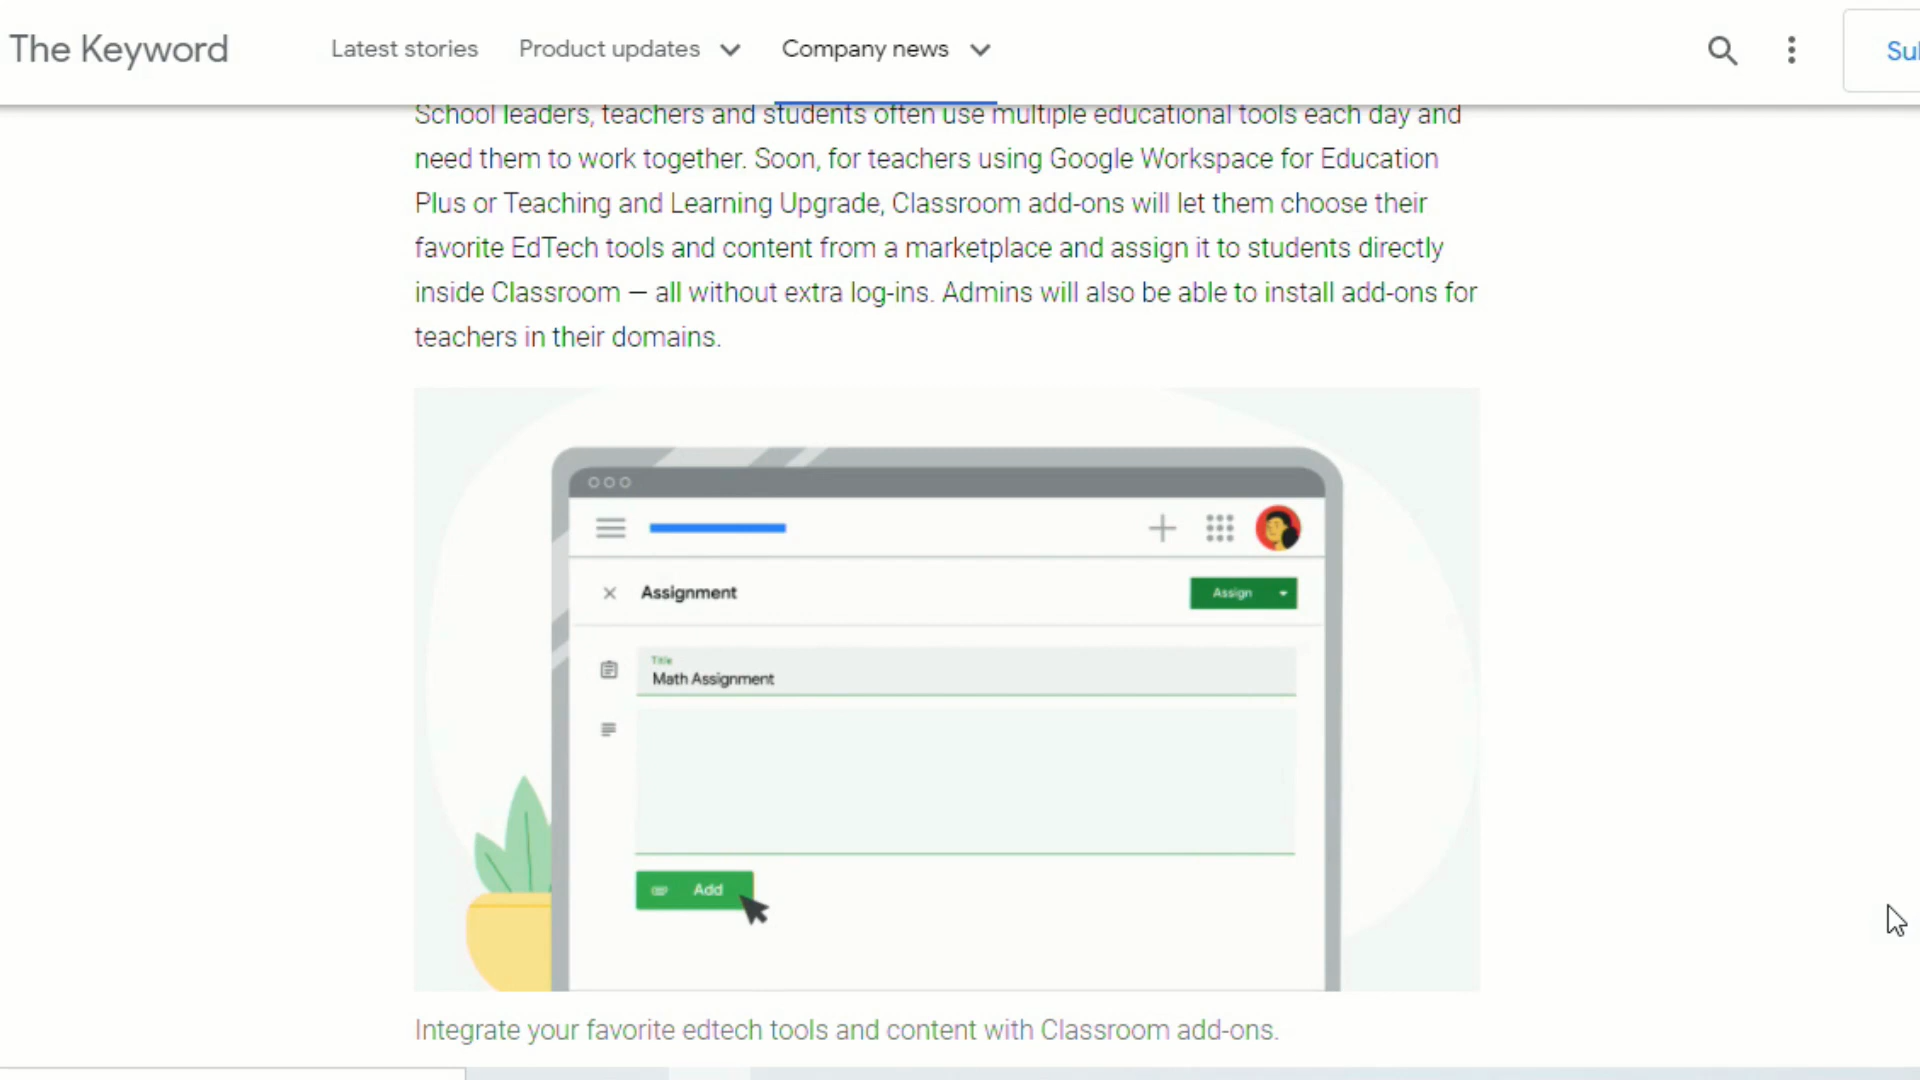 The Keyword
Latest stories
Product updates
Company news
School leaders, teachers and students often use multiple educational tools each day and
need them to work together. Soon, for teachers using Google Workspace for Education
Plus or Teaching and Learning Upgrade, Classroom add-ons will let them choose their
favorite EdTech tools and content from a marketplace and assign it to students directly
inside Classroom — all without extra log-ins. Admins will also be able to install add-ons for
teachers in their domains.
Assignment
Assign
Title
Math Assignment
Add
Integrate your favorite edtech tools and content with Classroom add-ons.